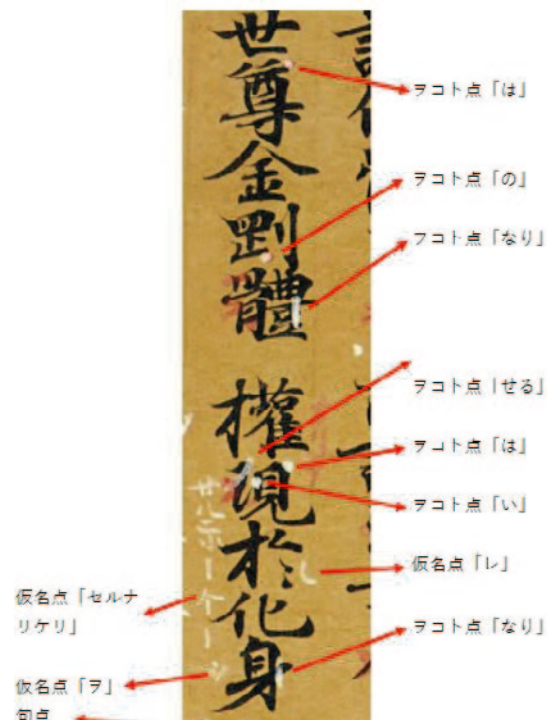 世尊金剛體
權現於化身
ヲコト点「は」
ヲコト点「の」
ヲコト点「なり」
ヲコト点「せる」
ヲコト点「は」
ヲコト点「い」
仮名点「レ」
ヲコト点「なり」
仮名点「セルナ
リケリ」
仮名点「ヲ」
句点